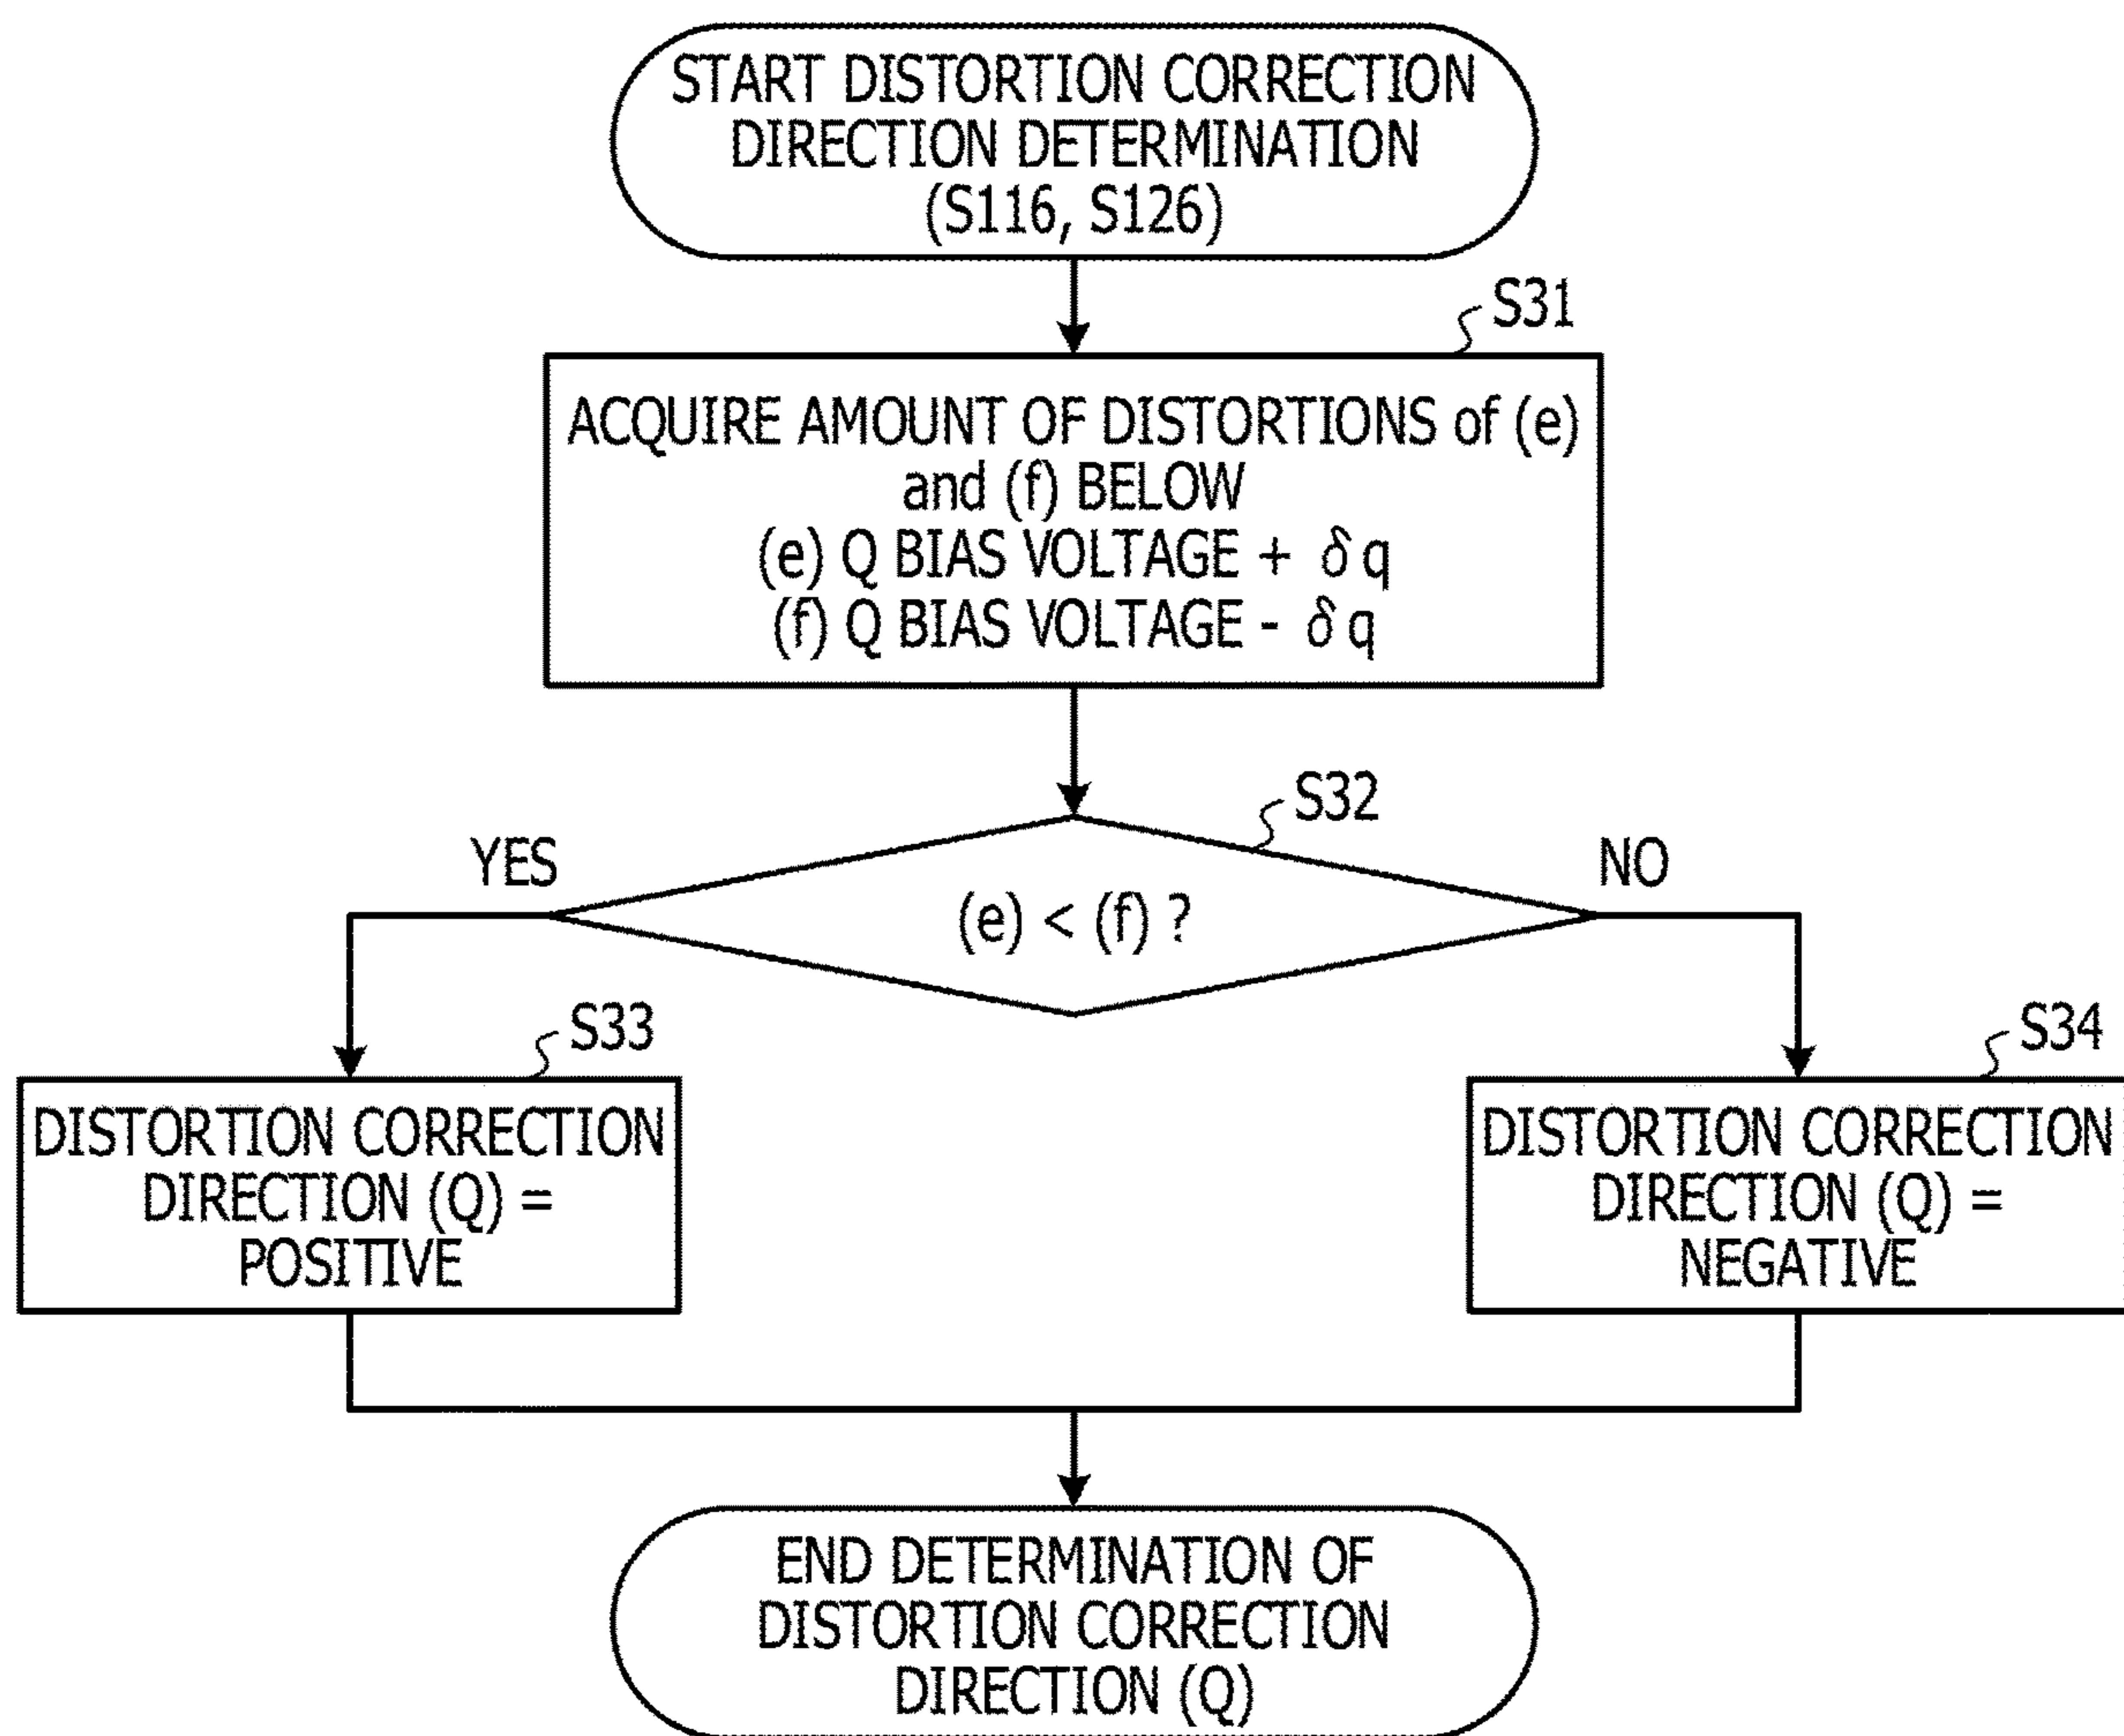 START DISTORTION CORRECTION
DIRECTION DETERMINATION
(S116, S126)
S31
ACQUIRE AMOUNT OF DISTORTIONS of (e)
and (f) BELOW
(e) Q BIAS VOLTAGE + δq
(f) Q BIAS VOLTAGE - δq
S32
YES
NO
(e) < (f) ?
S33
S34
DISTORTION CORRECTION
DIRECTION (Q) =
POSITIVE
DISTORTION CORRECTION
DIRECTION (Q) =
NEGATIVE
END DETERMINATION OF
DISTORTION CORRECTION
DIRECTION (Q)